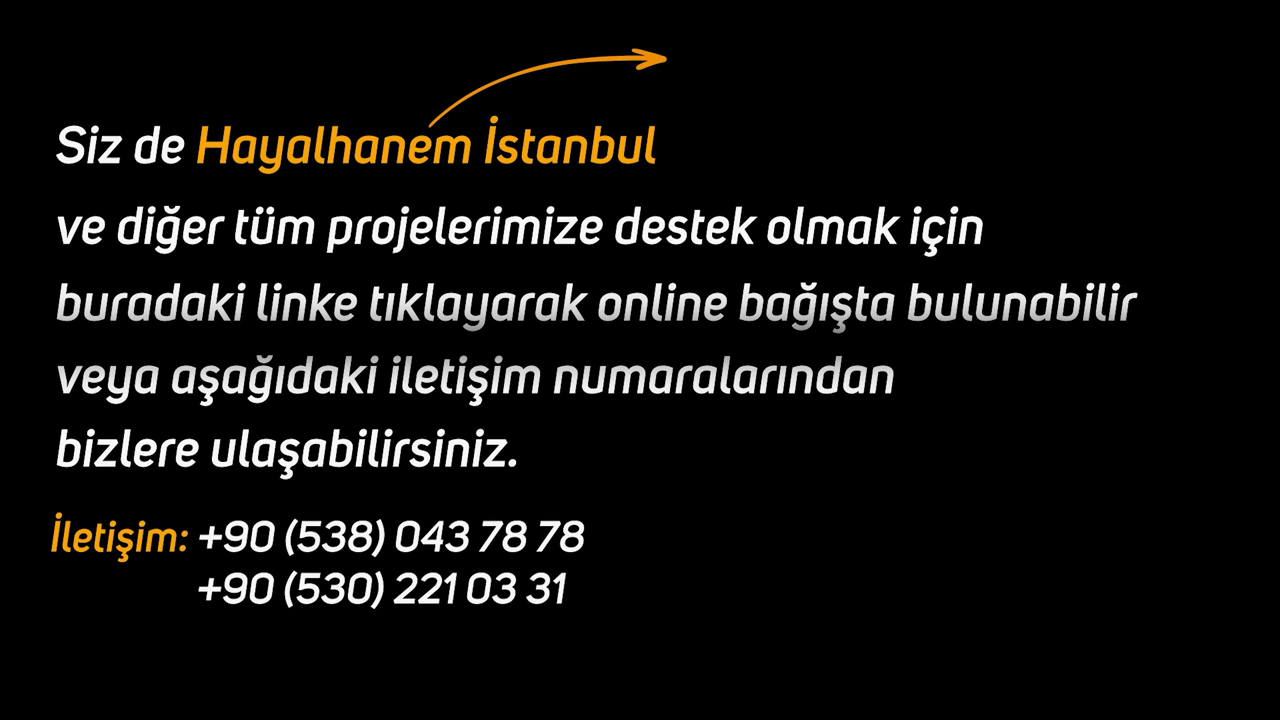 Siz de Hayalhanem İstanbul
ve diğer tüm projelerimize destek olmak için
buradaki linke tıklayarak online bağışta bulunabilir
veya aşağıdaki iletişim numaralarından
bizlere ulaşabilirsiniz.
İletişim: +90 (538) 043 78 78
+90 (530) 221 03 31